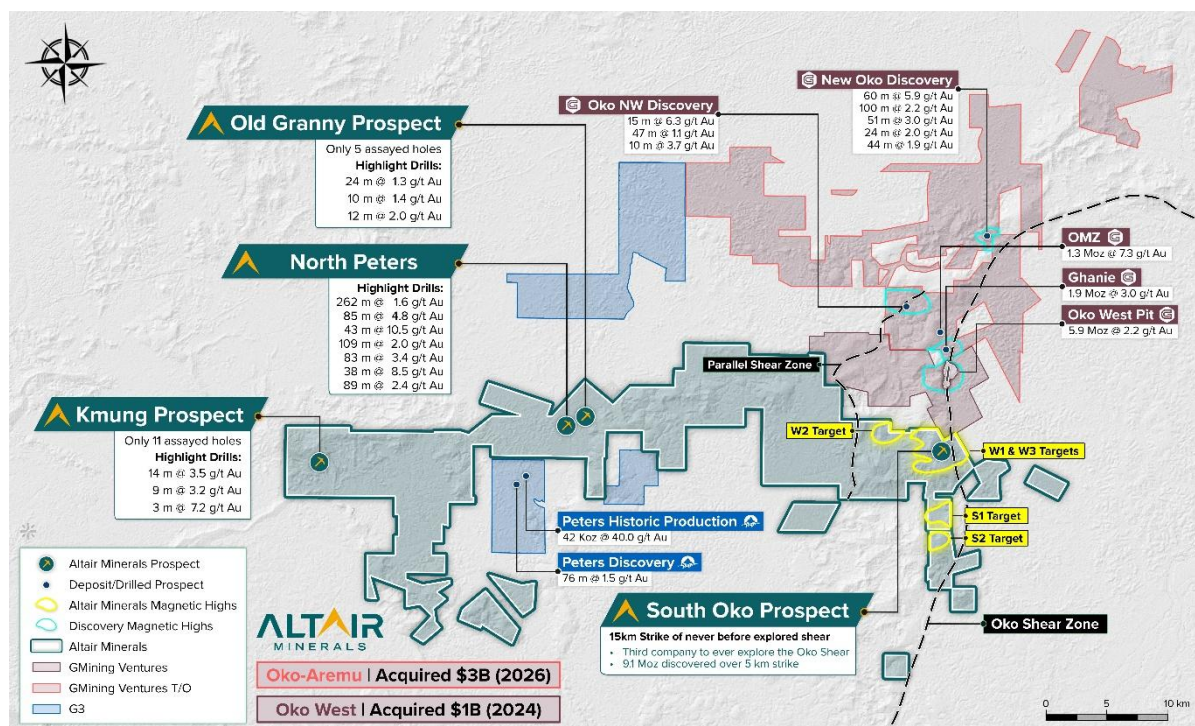 Old Granny Prospect
Only 5 assayed holes
Highlight Drills:
24 m @ 1.3 g/t Au
10 m @ 1.4 g/t Au
12 m @ 2.0 g/t Au
North Peters
Highlight Drills:
262 m @ 1.6 g/t Au
85 m @ 4.8 g/t Au
43 m @ 10.5 g/t Au
109 m @ 2.0 g/t Au
83 m @ 3.4 g/t Au
38 m @ 8.5 g/t Au
89 m @ 2.4 g/t Au
Kmung Prospect
Only 11 assayed holes
Highlight Drills:
14 m @ 3.5 g/t Au
9 m @ 3.2 g/t Au
3 m @ 7.2 g/t Au
Oko NW Discovery
15 m @ 6.3 g/t Au
47 m @ 1.1 g/t Au
10 m @ 3.7 g/t Au
New Oko Discovery
60 m @ 5.9 g/t Au
100 m @ 2.2 g/t Au
51 m @ 3.0 g/t Au
24 m @ 2.0 g/t Au
44 m @ 1.9 g/t Au
OMZ
1.3 Moz @ 7.3 g/t Au
Ghanie
1.9 Moz @ 3.0 g/t Au
Oko West Pit
5.9 Moz @ 2.2 g/t Au
Parallel Shear Zone
W2 Target
W1 & W3 Targets
S1 Target
S2 Target
Peters Historic Production
42 Koz @ 40.0 g/t Au
Peters Discovery
76 m @ 1.5 g/t Au
South Oko Prospect
15km Strike of never before explored shear
• Third company to ever explore the Oko Shear
• 9.1 Moz discovered over 5 km strike
Oko Shear Zone
Altair Minerals Prospect
Deposit/Drilled Prospect
Altair Minerals Magnetic Highs
Discovery Magnetic Highs
Altair Minerals
GMining Ventures
GMining Ventures T/O
G3
ALTAIR
MINERALS
Oko-Aremu | Acquired $3B (2026)
Oko West | Acquired $1B (2024)
0 5 10 km